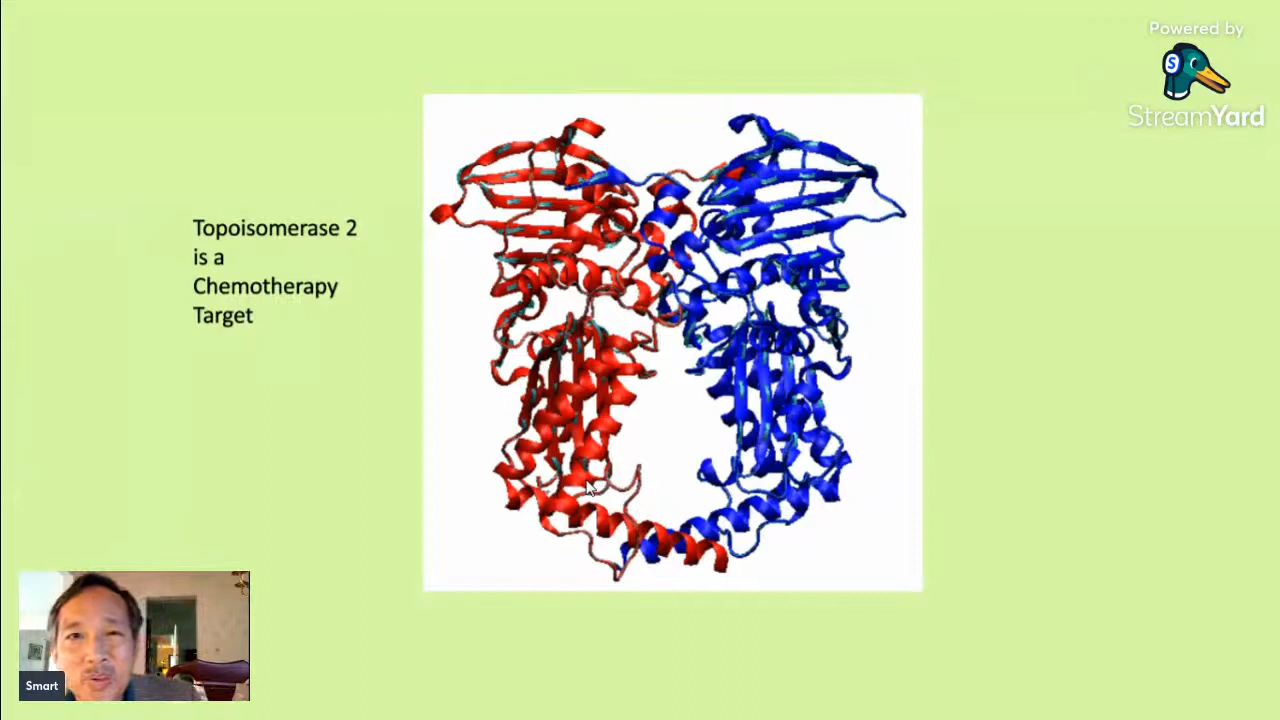 Powered by
StreamYard
Topoisomerase 2
is a
Chemotherapy
Target
Smart